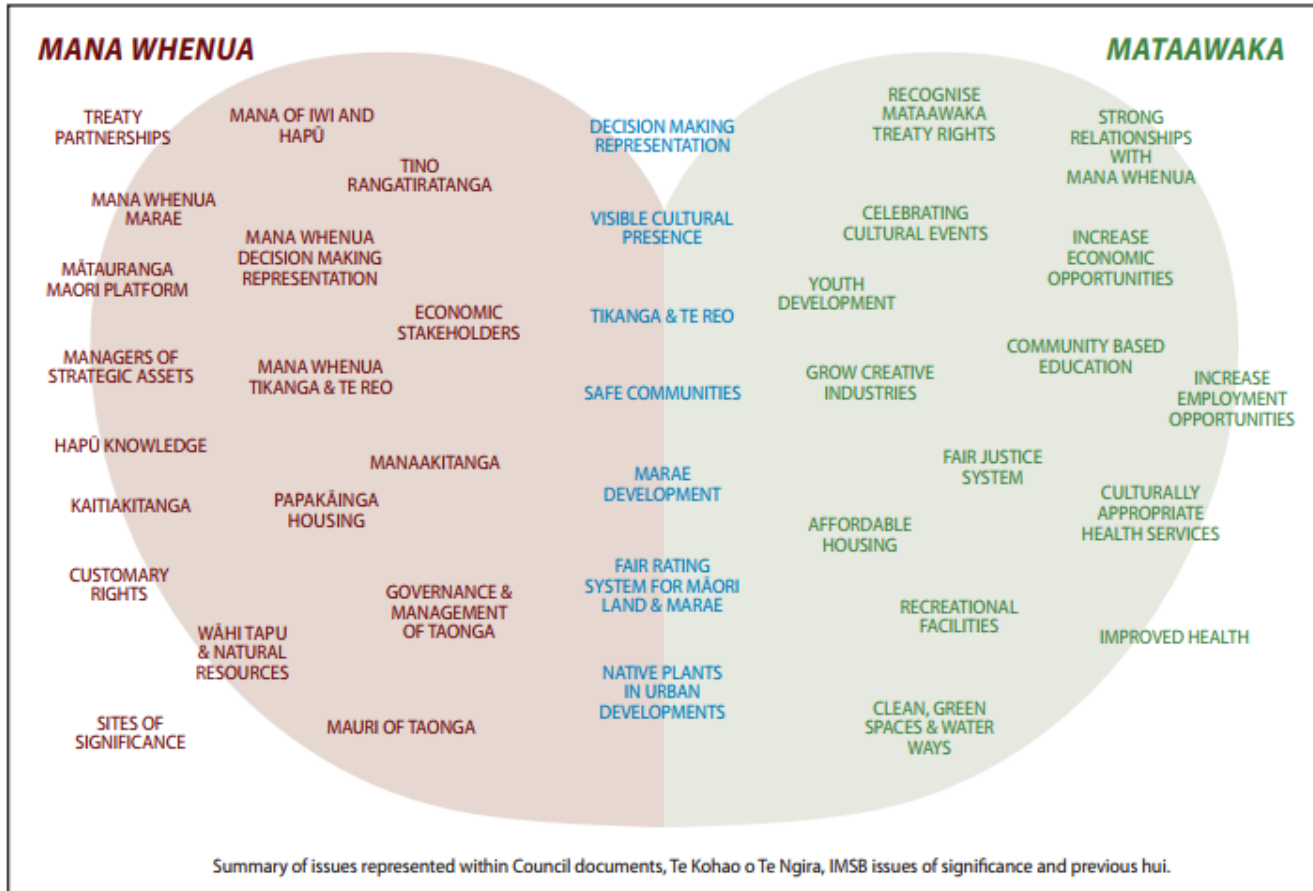 MANA WHENUA
TREATY
PARTNERSHIPS
MANA OF IWI AND
HAPŪ
TINO
RANGATIRATANGA
MANA WHENUA
MARAE
MANA WHENUA
DECISION MAKING
REPRESENTATION
MĀTAURANGA
MAORI PLATFORM
ECONOMIC
STAKEHOLDERS
MANAGERS OF
STRATEGIC ASSETS
MANA WHENUA
TIKANGA & TE REO
HAPŪ KNOWLEDGE
MANAAKITANGA
KAITIAKITANGA
PAPAKĀINGA
HOUSING
CUSTOMARY
RIGHTS
GOVERNANCE &
MANAGEMENT
OF TAONGA
WĀHI TAPU
& NATURAL
RESOURCES
SITES OF
SIGNIFICANCE
MAURI OF TAONGA
DECISION MAKING
REPRESENTATION
VISIBLE CULTURAL
PRESENCE
TIKANGA & TE REO
SAFE COMMUNITIES
MARAE
DEVELOPMENT
FAIR RATING
SYSTEM FOR MĀORI
LAND & MARAE
NATIVE PLANTS
IN URBAN
DEVELOPMENTS
MATAAWAKA
RECOGNISE
MATAAWAKA
TREATY RIGHTS
STRONG
RELATIONSHIPS
WITH
MANA WHENUA
CELEBRATING
CULTURAL EVENTS
INCREASE
ECONOMIC
OPPORTUNITIES
YOUTH
DEVELOPMENT
COMMUNITY BASED
EDUCATION
GROW CREATIVE
INDUSTRIES
INCREASE
EMPLOYMENT
OPPORTUNITIES
FAIR JUSTICE
SYSTEM
CULTURALLY
APPROPRIATE
HEALTH SERVICES
AFFORDABLE
HOUSING
RECREATIONAL
FACILITIES
IMPROVED HEALTH
CLEAN, GREEN
SPACES & WATER
WAYS
Summary of issues represented within Council documents, Te Kohao o Te Ngira, IMSB issues of significance and previous hui.